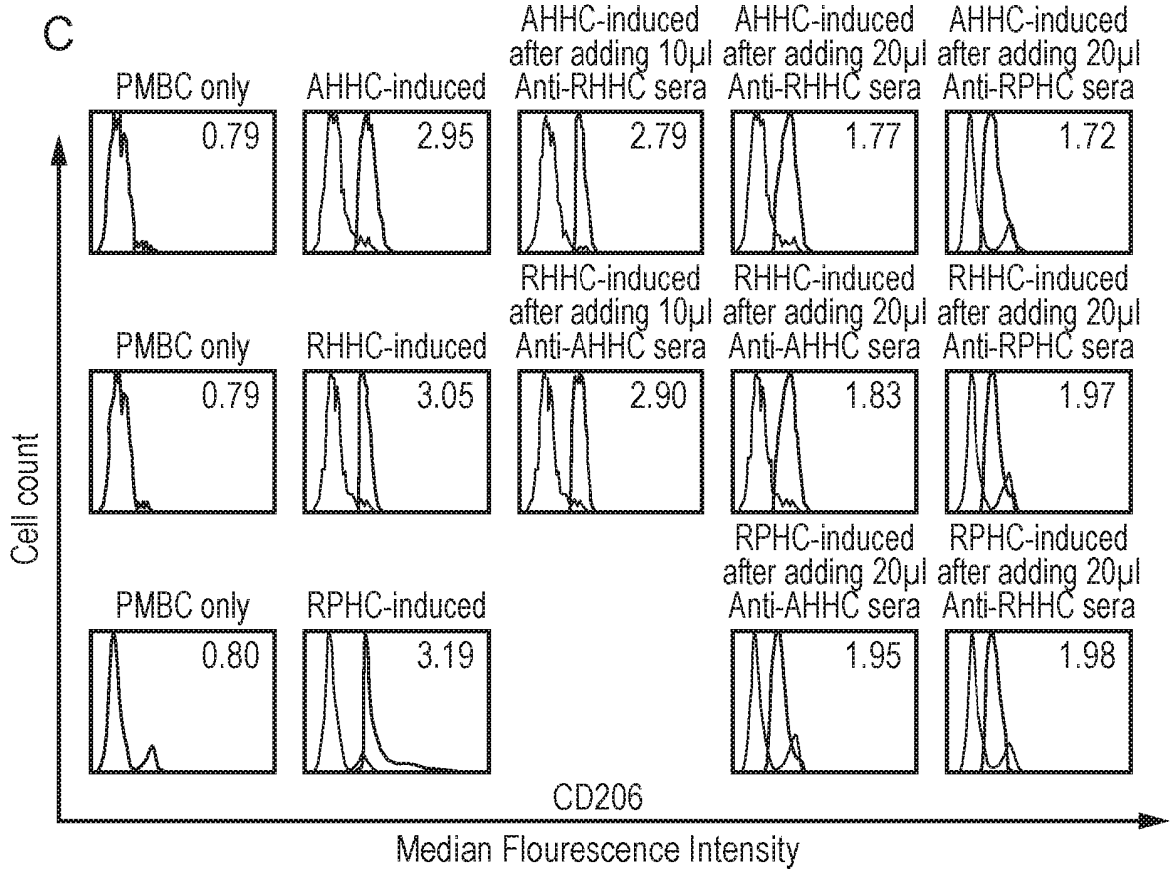 C
AHHC-induced
after adding 10µl
Anti-RHHC sera
AHHC-induced
after adding 20µl
Anti-RHHC sera
AHHC-induced
after adding 20µl
Anti-RPHC sera
PMBC only
AHHC-induced
0.79
2.95
2.79
1.77
1.72
RHHC-induced
after adding 10µl
Anti-AHHC sera
RHHC-induced
after adding 20µl
Anti-AHHC sera
RHHC-induced
after adding 20µl
Anti-RPHC sera
PMBC only
RHHC-induced
0.79
3.05
2.90
1.83
1.97
RPHC-induced
after adding 20µl
Anti-AHHC sera
RPHC-induced
after adding 20µl
Anti-RHHC sera
PMBC only
RPHC-induced
0.80
3.19
1.95
1.98
Cell count
CD206
Median Flourescence Intensity